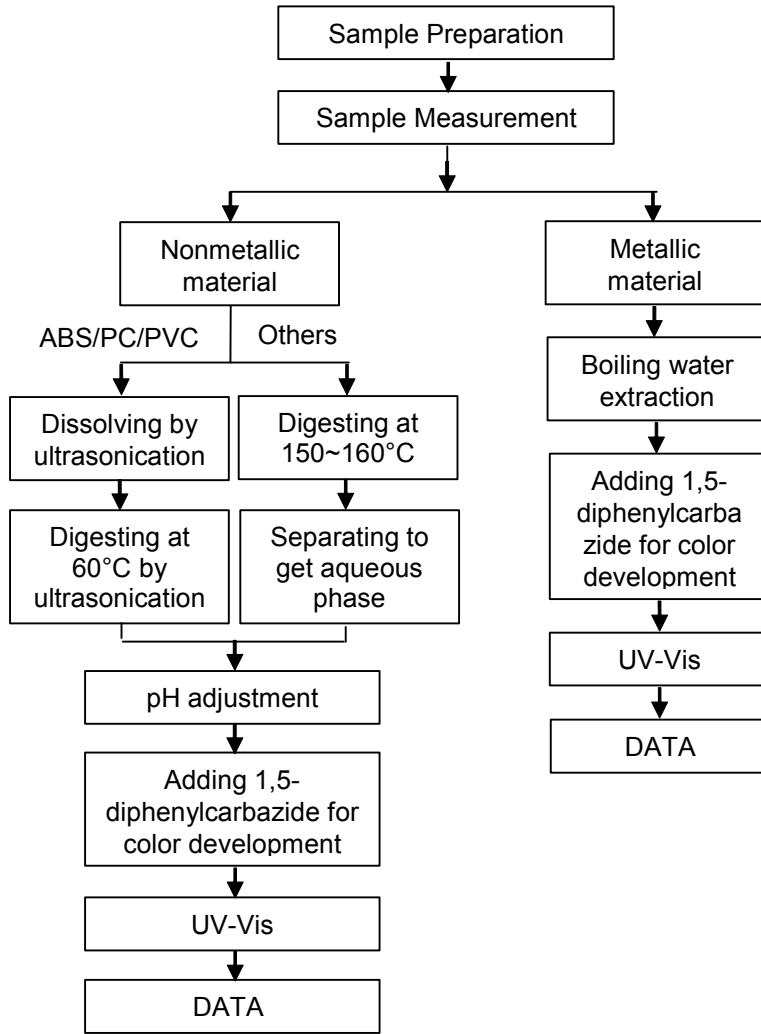 Sample Preparation
Sample Measurement
Nonmetallic
material
ABS/PC/PVC
Others
Dissolving by
ultrasonication
Digesting at
60°C by
ultrasonication
Digesting at
150~160°C
Separating to
get aqueous
phase
pH adjustment
Adding 1,5-
diphenylcarbazide for
color development
UV-Vis
DATA
Metallic
material
Boiling water
extraction
Adding 1,5-
diphenylcarba
zide for color
development
UV-Vis
DATA